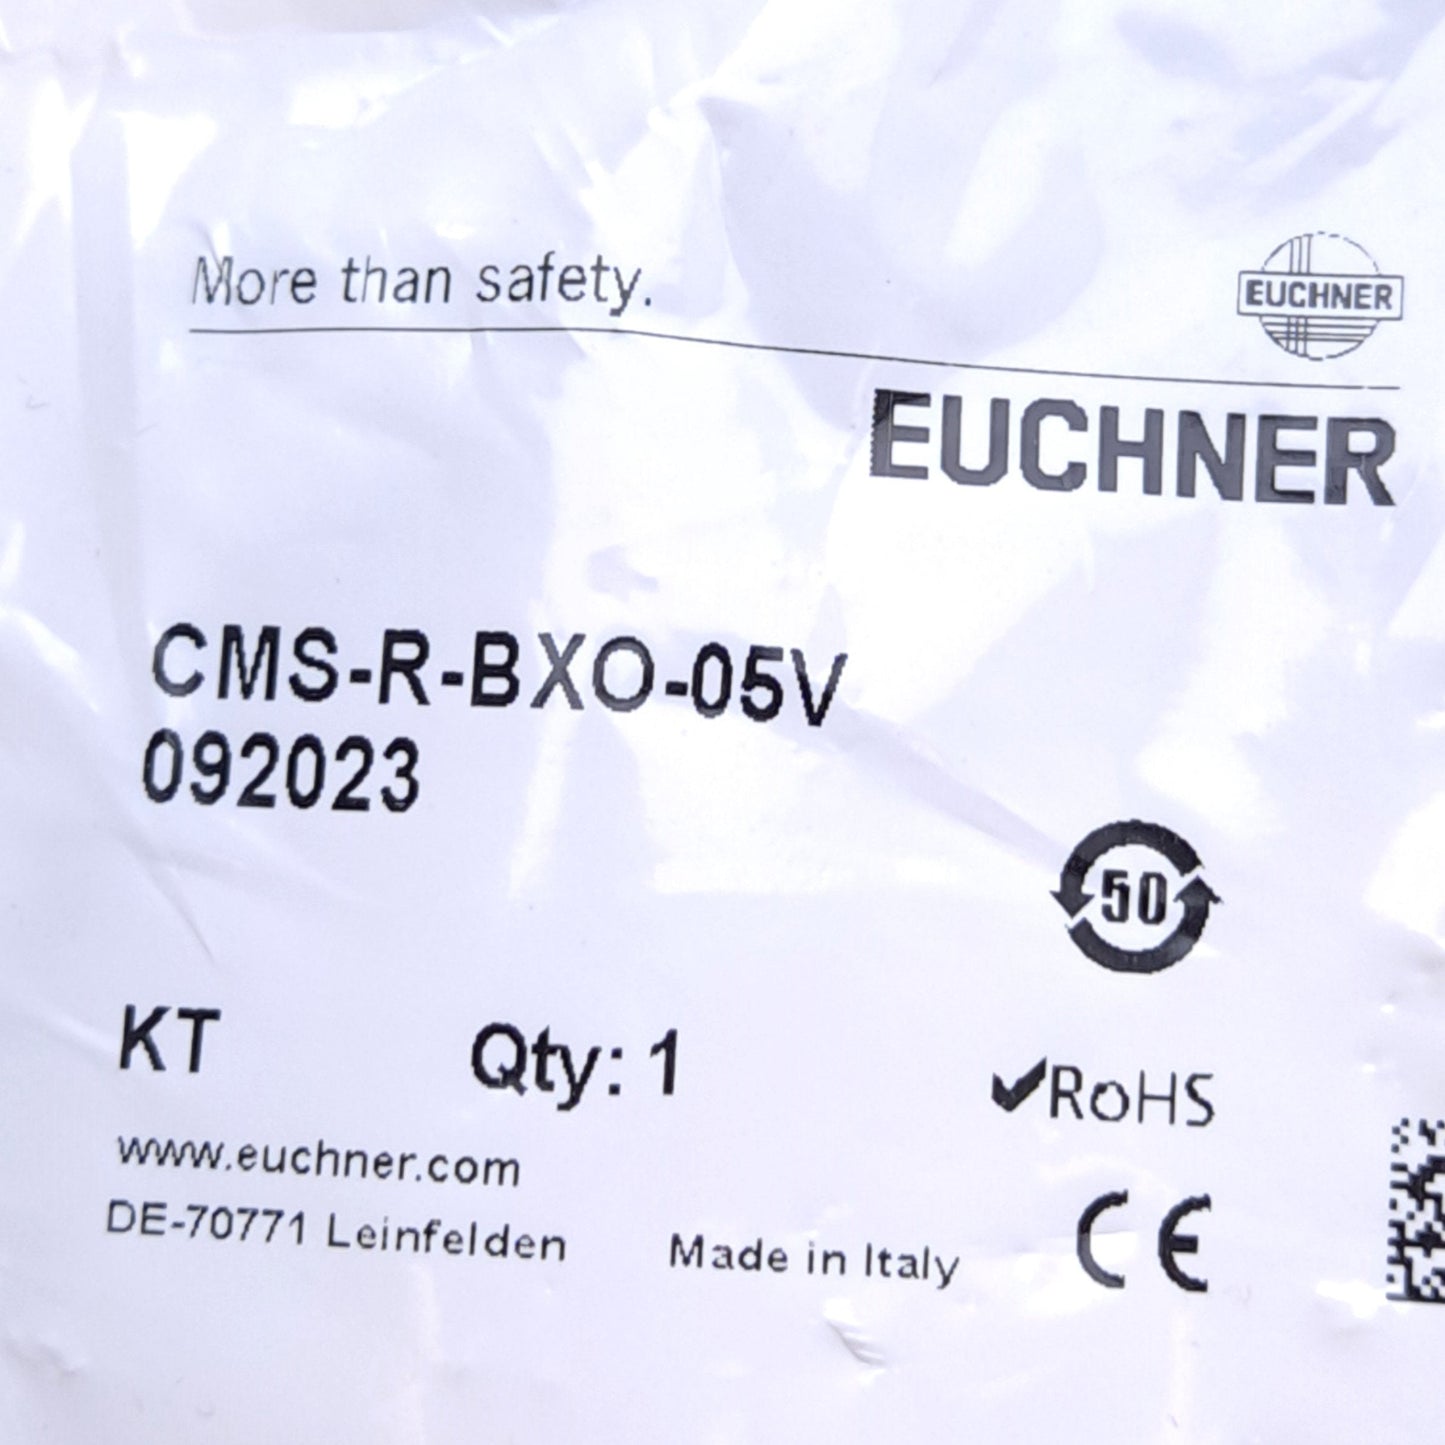 More than safety.
EUCHNER
EUCHNER
CMS-R-BXO-05V
092023
50
KT Qty: 1
✓RoHS
www.euchner.com
DE-70771 Leinfelden
Made in Italy
CE